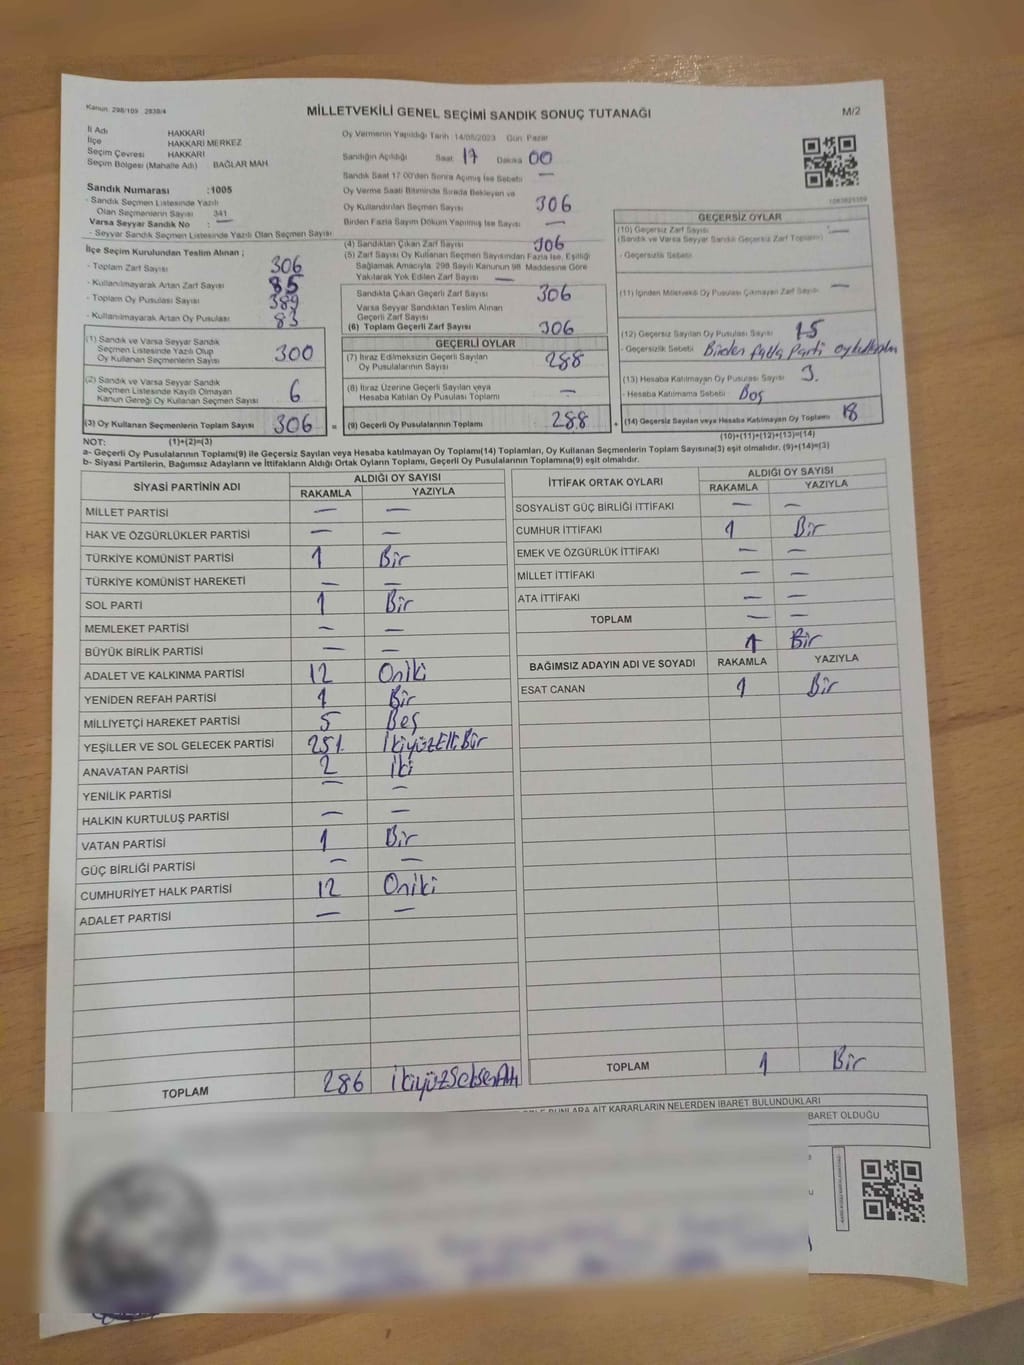 Kanun 298/109 2839/4
MİLLETVEKİLİ GENEL SEÇİMİ SANDIK SONUÇ TUTANAĞI
M/2
İl Adı HAKKARİ
İlçe HAKKARİ MERKEZ
Seçim Çevresi HAKKARİ
Seçim Bölgesi (Mahalle Adı) BAĞLAR MAH
Sandık Numarası :1005
- Sandık Seçmen Listesinde Yazılı
Olan Seçmenlerin Sayısı 341
Varsa Seyyar Sandık No : —
- Seyyar Sandık Seçmen Listesinde Yazılı Olan Seçmen Sayısı
Oy Vermenin Yapıldığı Tarih 14/05/2023 Gün Pazar
Sandığın Açıldığı Saat 17 Dakika 00
Sandık Saat 17.00'den Sonra Açılmış İse Sebebi —
Oy Verme Saati Bitiminde Sırada Bekleyen ve
Oy Kullandırılan Seçmen Sayısı 306
Birden Fazla Sayım Döküm Yapılmış İse Sayısı —
İlçe Seçim Kurulundan Teslim Alınan ;
- Toplam Zarf Sayısı 306
- Kullanılmayarak Artan Zarf Sayısı 85
- Toplam Oy Pusulası Sayısı 389
- Kullanılmayarak Artan Oy Pusulası 83
(1) Sandık ve Varsa Seyyar Sandık
Seçmen Listesinde Yazılı Olup
Oy Kullanan Seçmenlerin Sayısı 300
(2) Sandık ve Varsa Seyyar Sandık
Seçmen Listesinde Kayıtlı Olmayan
Kanun Gereği Oy Kullanan Seçmen Sayısı 6
(3) Oy Kullanan Seçmenlerin Toplam Sayısı 306
(4) Sandıktan Çıkan Zarf Sayısı 306
(5) Zarf Sayısı Oy Kullanan Seçmen Sayısından Fazla İse, Eşitliği
Sağlamak Amacıyla, 298 Sayılı Kanunun 98. Maddesine Göre
Yakılarak Yok Edilen Zarf Sayısı —
Sandıkta Çıkan Geçerli Zarf Sayısı 306
Varsa Seyyar Sandıktan Teslim Alınan
Geçerli Zarf Sayısı
(6) Toplam Geçerli Zarf Sayısı 306
GEÇERLİ OYLAR
(7) İtiraz Edilmeksizin Geçerli Sayılan
Oy Pusulalarının Sayısı 288
(8) İtiraz Üzerine Geçerli Sayılan veya
Hesaba Katılan Oy Pusulası Toplamı —
= (9) Geçerli Oy Pusulalarının Toplamı 288
GEÇERSİZ OYLAR
(10) Geçersiz Zarf Sayısı —
(Sandık ve Varsa Seyyar Sandık Geçersiz Zarf Toplamı)
- Geçersizlik Sebebi
(11) İçinden Milletvekili Oy Pusulası Çıkmayan Zarf Sayısı —
(12) Geçersiz Sayılan Oy Pusulası Sayısı 15
- Geçersizlik Sebebi Birden fazla Parti
(13) Hesaba Katılmayan Oy Pusulası Sayısı 3.
- Hesaba Katılmama Sebebi Boş
+ (14) Geçersiz Sayılan veya Hesaba Katılmayan Oy Toplamı 18
NOT: (1)+(2)=(3)
(10)+(11)+(12)+(13)=(14)
a- Geçerli Oy Pusulalarının Toplamı(9) ile Geçersiz Sayılan veya Hesaba katılmayan Oy Toplamı(14) Toplamları, Oy Kullanan Seçmenlerin Toplam Sayısına(3) eşit olmalıdır. (9)+(14)=(3)
b- Siyasi Partilerin, Bağımsız Adayların ve İttifakların Aldığı Ortak Oyların Toplamı, Geçerli Oy Pusulalarının Toplamına(9) eşit olmalıdır.
SİYASİ PARTİNİN ADI
ALDIĞI OY SAYISI
RAKAMLA YAZIYLA
MİLLET PARTİSİ — —
HAK VE ÖZGÜRLÜKLER PARTİSİ — —
TÜRKİYE KOMÜNİST PARTİSİ 1 Bir
TÜRKİYE KOMÜNİST HAREKETİ — —
SOL PARTİ 1 Bir
MEMLEKET PARTİSİ — —
BÜYÜK BİRLİK PARTİSİ — —
ADALET VE KALKINMA PARTİSİ 12 Oniki
YENİDEN REFAH PARTİSİ 1 Bir
MİLLİYETÇİ HAREKET PARTİSİ 5 Beş
YEŞİLLER VE SOL GELECEK PARTİSİ 251 İkiyüzElliBir
ANAVATAN PARTİSİ 2 İki
YENİLİK PARTİSİ — —
HALKIN KURTULUŞ PARTİSİ — —
VATAN PARTİSİ 1 Bir
GÜÇ BİRLİĞİ PARTİSİ — —
CUMHURİYET HALK PARTİSİ 12 Oniki
ADALET PARTİSİ — —
TOPLAM 286 İkiyüzSeksenAltı
İTTİFAK ORTAK OYLARI
ALDIĞI OY SAYISI
RAKAMLA YAZIYLA
SOSYALİST GÜÇ BİRLİĞİ İTTİFAKI — —
CUMHUR İTTİFAKI 1 Bir
EMEK VE ÖZGÜRLÜK İTTİFAKI — —
MİLLET İTTİFAKI — —
ATA İTTİFAKI — —
TOPLAM — —
1 Bir
BAĞIMSIZ ADAYIN ADI VE SOYADI RAKAMLA YAZIYLA
ESAT CANAN 1 Bir
TOPLAM 1 Bir
BUNLARA AİT KARARLARIN NELERDEN İBARET BULUNDUKLARI
BARET OLDUĞU